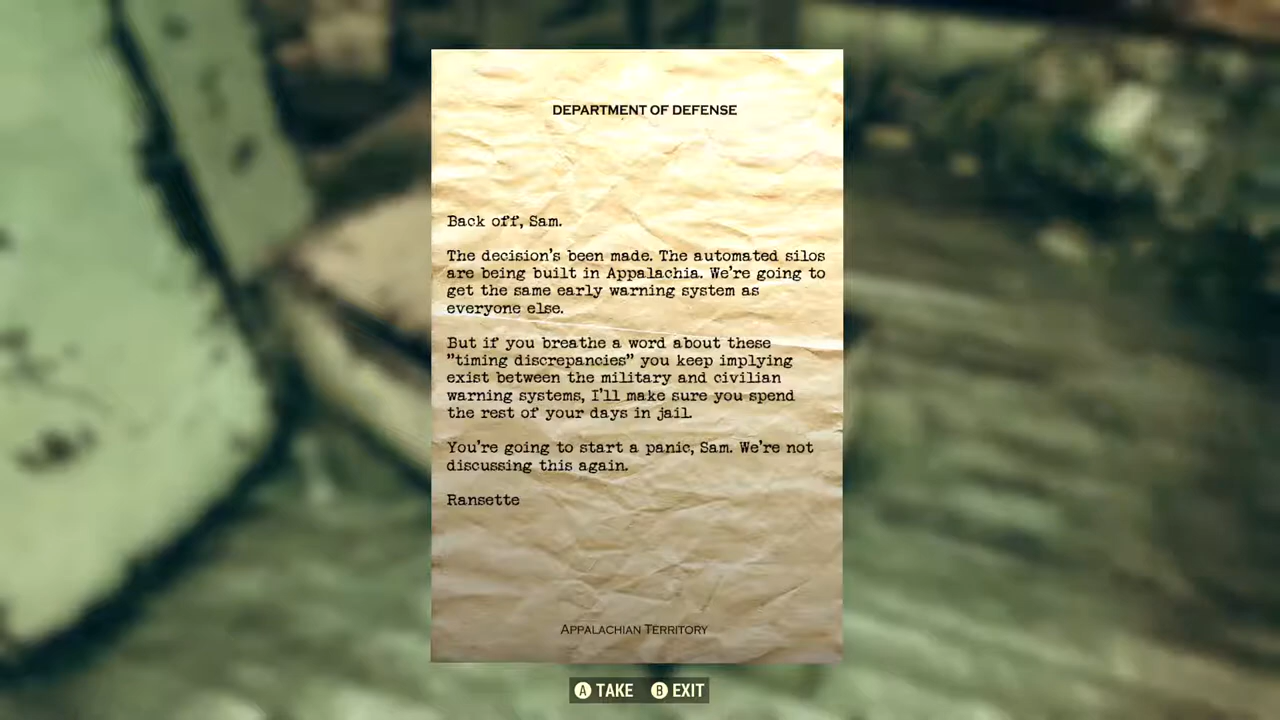 DEPARTMENT OF DEFENSE
Back off, Sam.
The decision's been made. The automated silos
are being built in Appalachia. We're going to
get the same early warning system as
everyone else.
But if you breathe a word about these
"timing discrepancies" you keep implying
exist between the military and civilian
warning systems, I'll make sure you spend
the rest of your days in jail.
You're going to start a panic, Sam. We're not
discussing this again.
Ransette
APPALACHIAN TERRITORY
A TAKE B EXIT